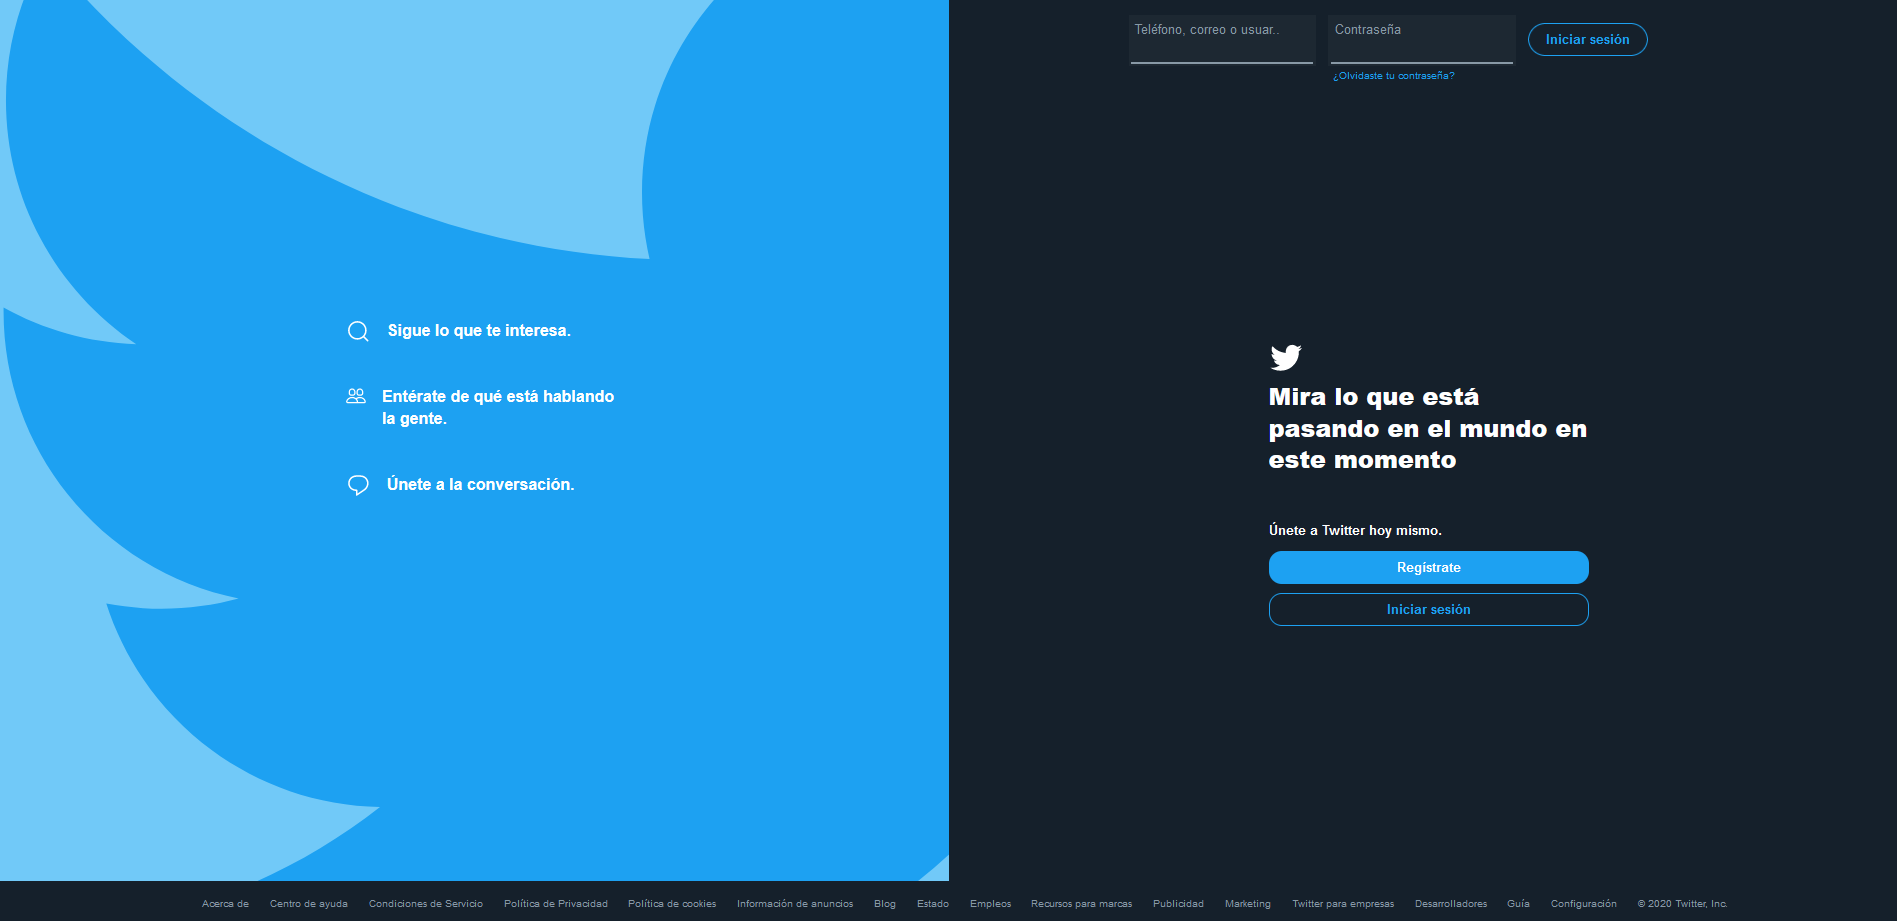 Teléfono, correo o usuar..
Contraseña
Iniciar sesión
¿Olvidaste tu contraseña?
Sigue lo que te interesa.
Entérate de qué está hablando
la gente.
Únete a la conversación.
Mira lo que está
pasando en el mundo en
este momento
Únete a Twitter hoy mismo.
Regístrate
Iniciar sesión
Acerca de Centro de ayuda Condiciones de Servicio Política de Privacidad Política de cookies Información de anuncios Blog Estado Empleos Recursos para marcas Publicidad Marketing Twitter para empresas Desarrolladores Guía Configuración © 2020 Twitter, Inc.